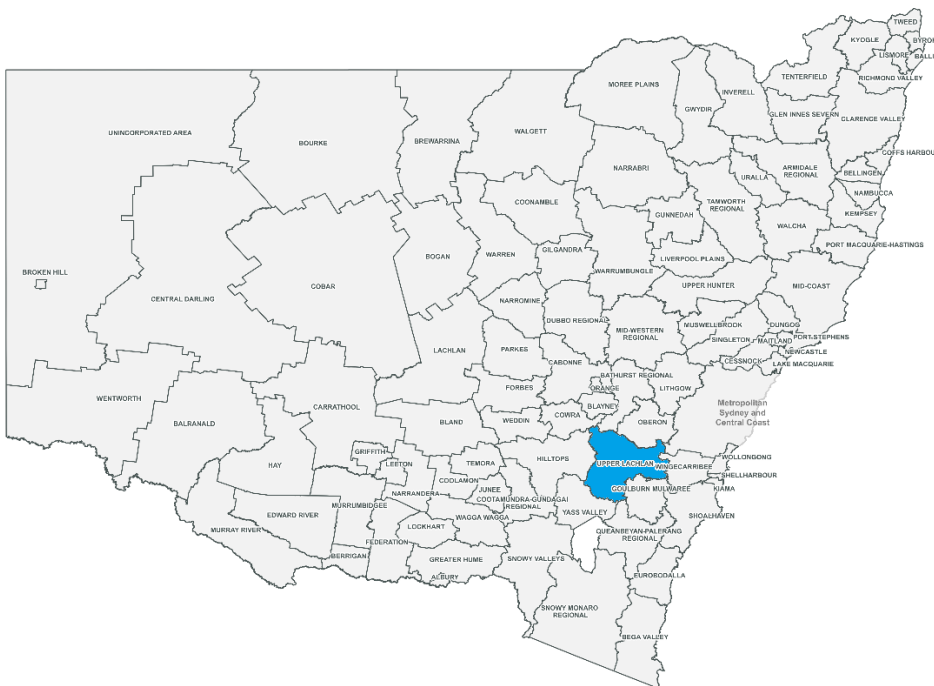 TWEED
KYOGLE
BYRON
LISMORE
BALLI
RICHMOND VALLEY
TENTERFIELD
MOREE PLAINS
INVERELL
GWYDIR
GLEN INNES SEVERN
CLARENCE VALLEY
UNINCORPORATED AREA
BOURKE
BREWARRINA
WALGETT
COFFS HARBOUR
NARRABRI
ARMIDALE
REGIONAL
BELLINGEN
URALLA
NAMBUCCA
COONAMBLE
TAMWORTH
REGIONAL
GUNNEDAH
KEMPSEY
WALCHA
PORT MACQUARIE-HASTINGS
BOGAN
WARREN
GILGANDRA
LIVERPOOL PLAINS
WARRUMBUNGLE
BROKEN HILL
COBAR
UPPER HUNTER
MID-COAST
CENTRAL DARLING
NARROMINE
DUBBO REGIONAL
MID-WESTERN
REGIONAL
MUSWELLBROOK
DUNGOG
SINGLETON
PORT STEPHENS
MAITLAND
NEWCASTLE
LACHLAN
PARKES
CABONNE
CESSNOCK
LAKE MACQUARIE
BATHURST REGIONAL
ORANGE
LITHGOW
FORBES
WENTWORTH
BALRANALD
CARRATHOOL
BLAYNEY
Metropolitan
Sydney and
Central Coast
BLAND
WEDDIN
COWRA
OBERON
GRIFFITH
HAY
LEETON
TEMORA
HILLTOPS
UPPER LACHLAN
WINGECARRIBEE
WOLLONGONG
SHELLHARBOUR
KIAMA
COOLAMON
JUNEE
NARRANDERA
COOTAMUNDRA-GUNDAGAI
REGIONAL
GOULBURN MULWAREE
MURRUMBIDGEE
YASS VALLEY
SHOALHAVEN
EDWARD RIVER
WAGGA WAGGA
LOCKHART
MURRAY RIVER
QUEANBEYAN-PALERANG
REGIONAL
FEDERATION
BERRIGAN
GREATER HUME
SNOWY VALLEYS
ALBURY
EUROBODALLA
SNOWY MONARO
REGIONAL
BEGA VALLEY